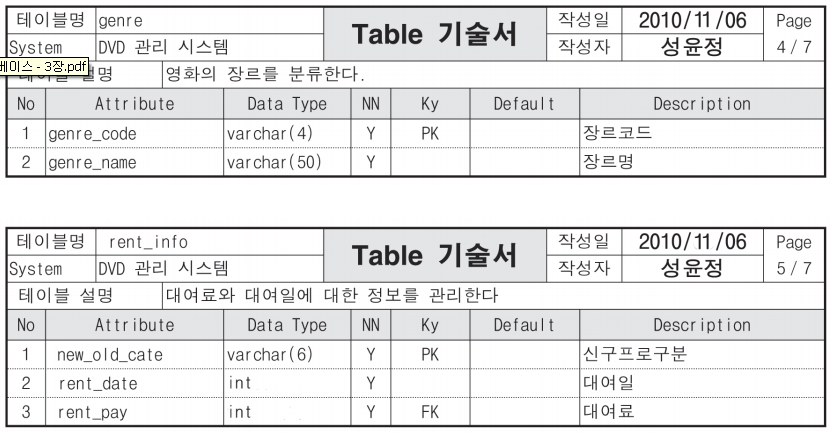 테이블명 genre Table 기술서 작성일 2010/11/06 Page
System DVD 관리 시스템 작성자 성윤정 4 / 7
베이스 - 3장.pdf
설명 영화의 장르를 분류한다.
No Attribute Data Type NN Ky Default Description
1 genre_code varchar(4) Y PK 장르코드
2 genre_name varchar(50) Y 장르명
테이블명 rent_info Table 기술서 작성일 2010/11/06 Page
System DVD 관리 시스템 작성자 성윤정 5 / 7
테이블 설명 대여료와 대여일에 대한 정보를 관리한다
No Attribute Data Type NN Ky Default Description
1 new_old_cate varchar(6) Y PK 신구프로구분
2 rent_date int Y 대여일
3 rent_pay int Y FK 대여료